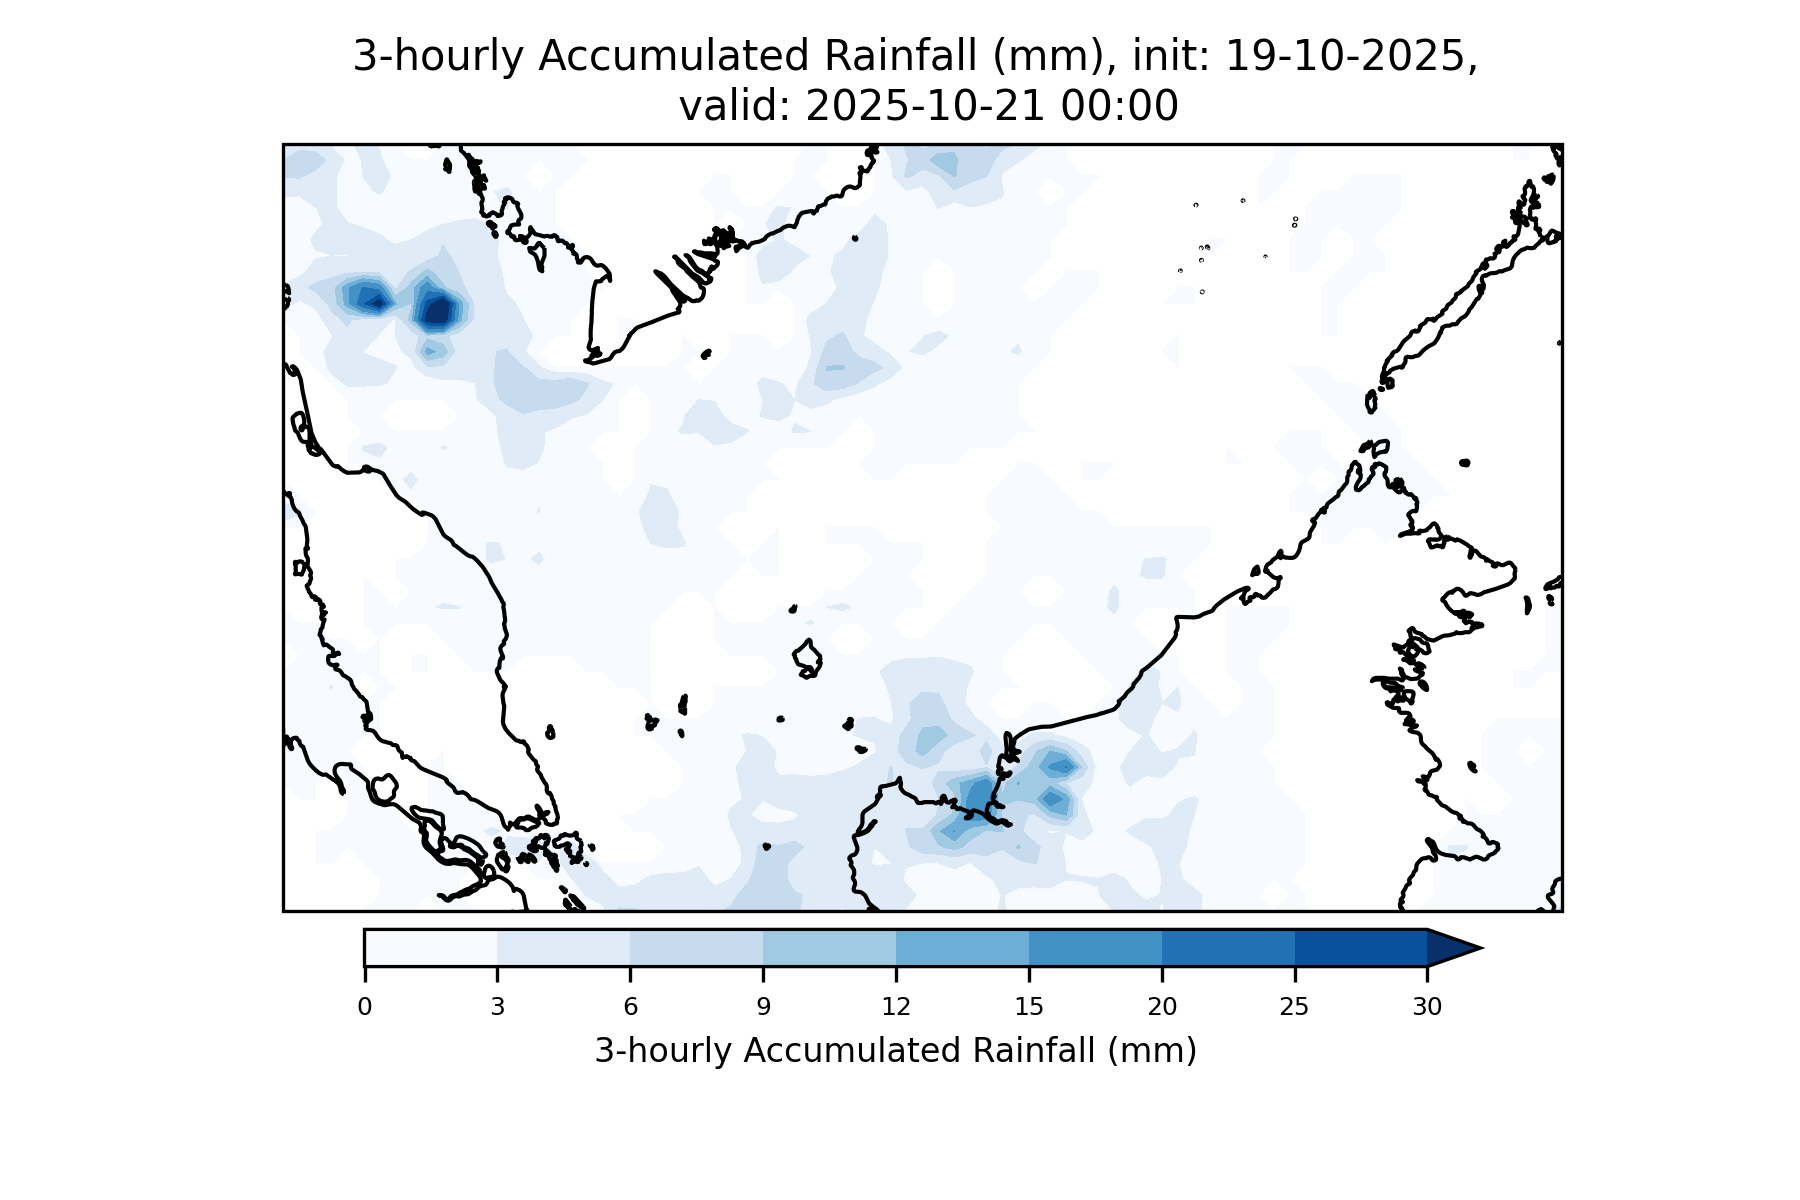 3-hourly Accumulated Rainfall (mm), init: 19-10-2025,
valid: 2025-10-21 00:00
0 3 6 9 12 15 20 25 30
3-hourly Accumulated Rainfall (mm)